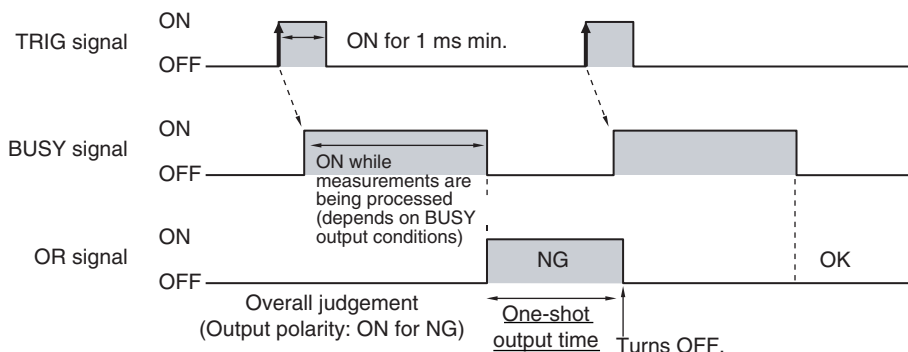 ON
TRIG signal
ON for 1 ms min.
OFF
ON
BUSY signal
OFF
ON while
measurements are
being processed
(depends on BUSY
output conditions)
ON
OR signal
NG
OK
OFF
Overall judgement
(Output polarity: ON for NG)
One-shot
output time
Turns OFF.